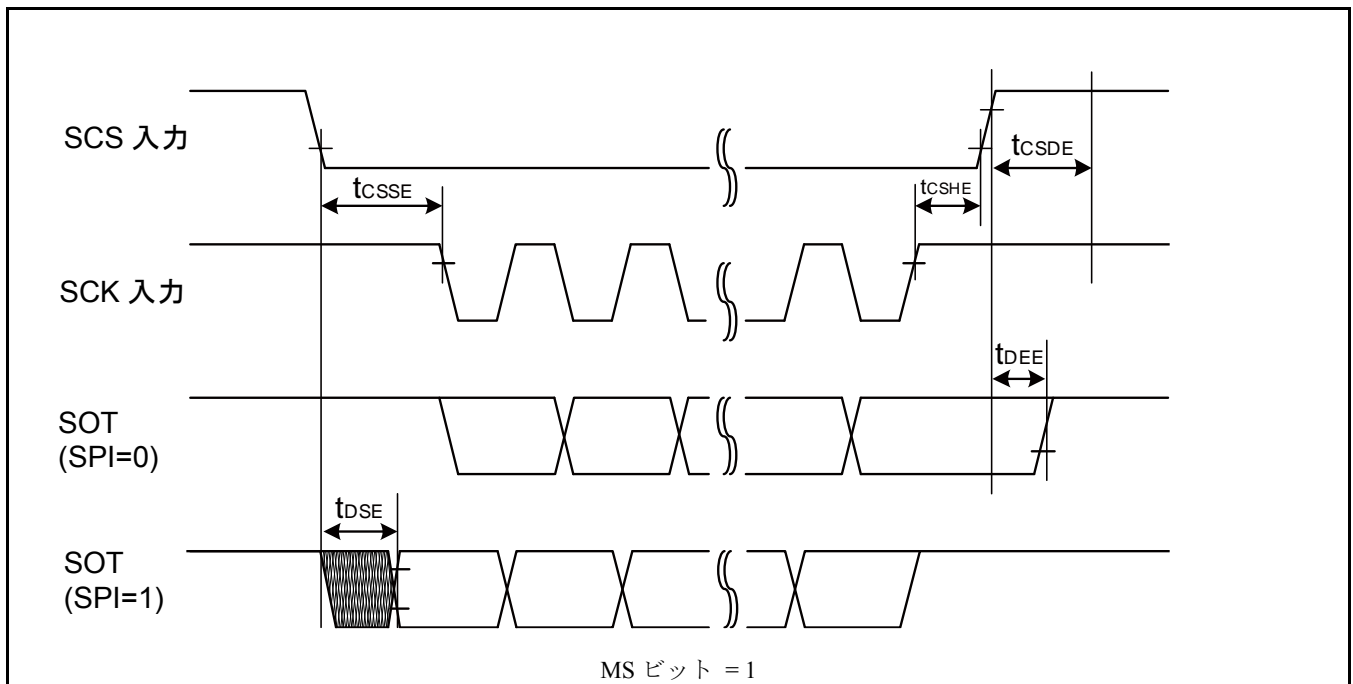 SCS 入力
tCSDE
tCSSE
tCSHE
SCK 入力
tDEE
SOT
(SPI=0)
tDSE
SOT
(SPI=1)
MS ビット = 1